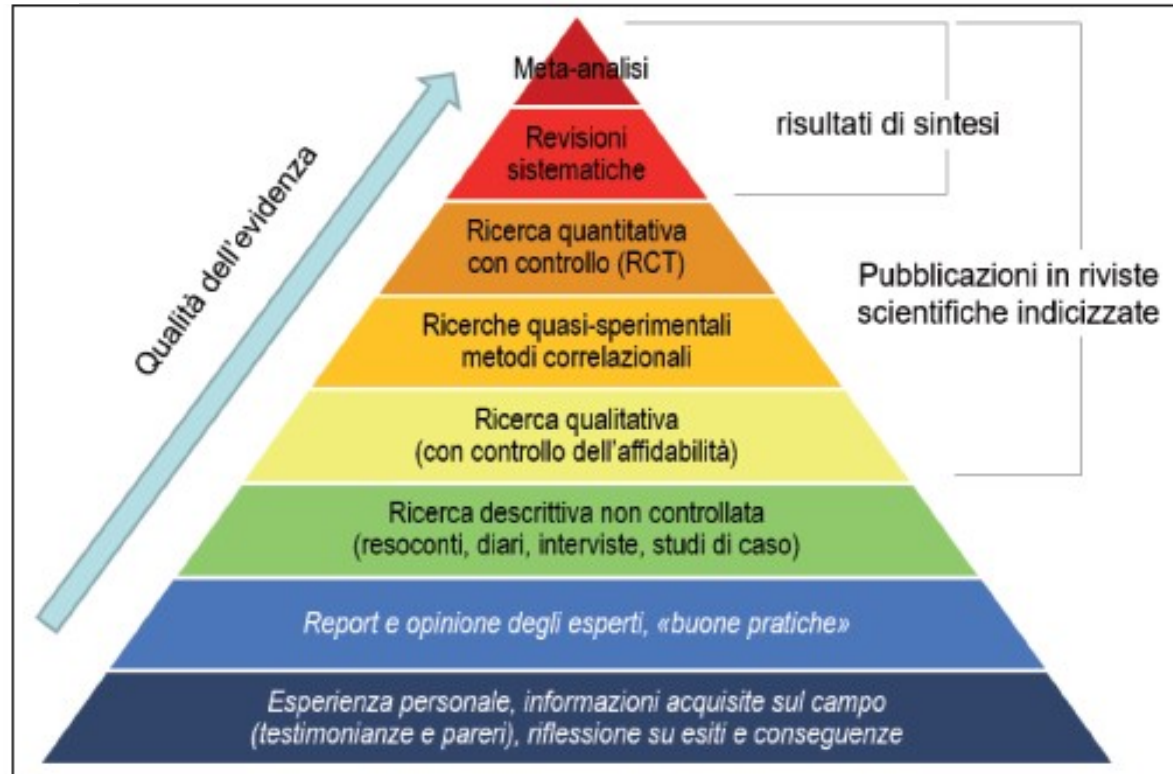 Meta-analisi
Revisioni
sistematiche
Ricerca quantitativa
con controllo (RCT)
Ricerche quasi-sperimentali
metodi correlazionali
Ricerca qualitativa
(con controllo dell'affidabilità)
Ricerca descrittiva non controllata
(resoconti, diari, interviste, studi di caso)
Report e opinione degli esperti, «buone pratiche»
Esperienza personale, informazioni acquisite sul campo
(testimonianze e pareri), riflessione su esiti e conseguenze
Qualità dell'evidenza
risultati di sintesi
Pubblicazioni in riviste
scientifiche indicizzate